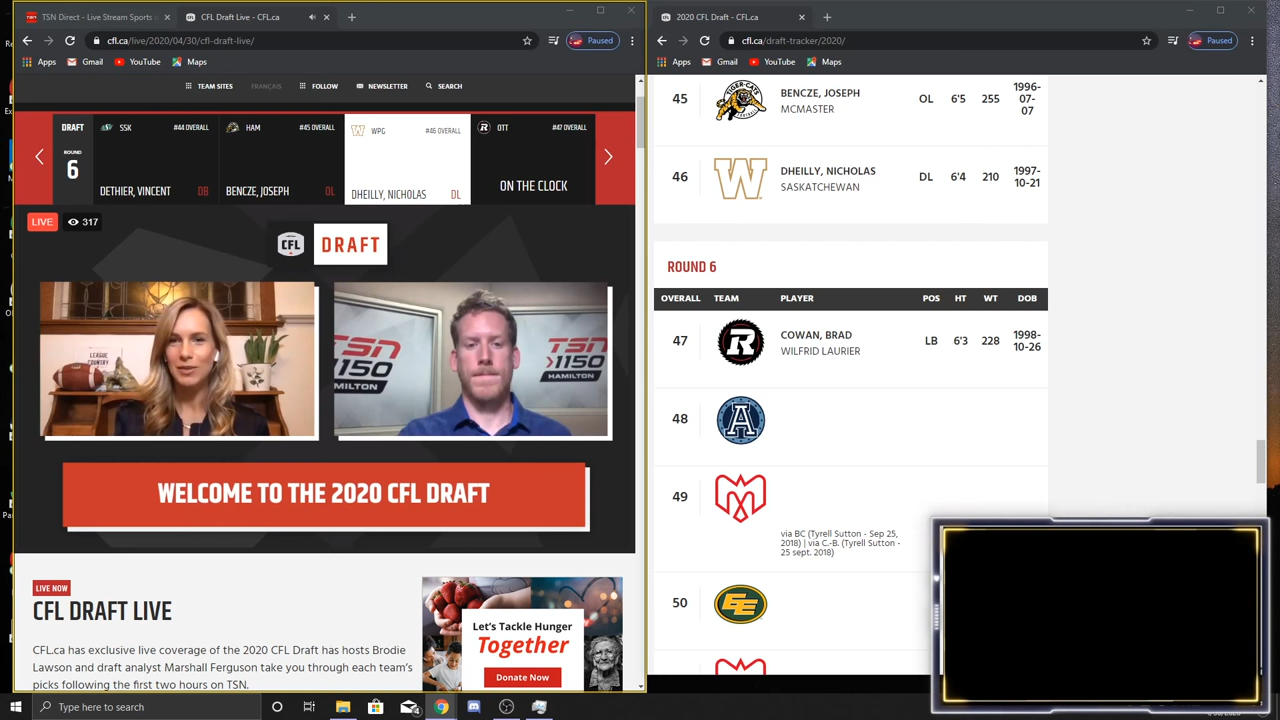 TSN Direct - Live Stream Sports
CFL Draft Live - CFL.ca
cfl.ca/live/2020/04/30/cfl-draft-live/
Paused
Apps
Gmail
YouTube
Maps
TEAM SITES
FRANÇAIS
FOLLOW
NEWSLETTER
SEARCH
DRAFT
ROUND
6
SSK
#44 OVERALL
DETHIER, VINCENT
DB
HAM
#45 OVERALL
BENCZE, JOSEPH
OL
WPG
#46 OVERALL
DHEILLY, NICHOLAS
DL
OTT
#47 OVERALL
ON THE CLOCK
LIVE
317
CFL
DRAFT
LEAGUE
COUNTRY
TSN
1150
HAMILTON
TSN
1150
HAMILTON
WELCOME TO THE 2020 CFL DRAFT
LIVE NOW
CFL DRAFT LIVE
CFL.ca has exclusive live coverage of the 2020 CFL Draft has hosts Brodie
Lawson and draft analyst Marshall Ferguson take you through each team's
picks following the first two hours on TSN.
Let's Tackle Hunger
Together
Donate Now
2020 CFL Draft - CFL.ca
cfl.ca/draft-tracker/2020/
Paused
Apps
Gmail
YouTube
Maps
45
BENCZE, JOSEPH
MCMASTER
OL
6'5
255
1996-
07-
07
46
W
DHEILLY, NICHOLAS
SASKATCHEWAN
DL
6'4
210
1997-
10-21
ROUND 6
OVERALL TEAM PLAYER POS HT WT DOB
47
R
COWAN, BRAD
WILFRID LAURIER
LB
6'3
228
1998-
10-26
48
A
49
via BC (Tyrell Sutton - Sep 25,
2018) | via C.-B. (Tyrell Sutton -
25 sept. 2018)
50
EE
Type here to search